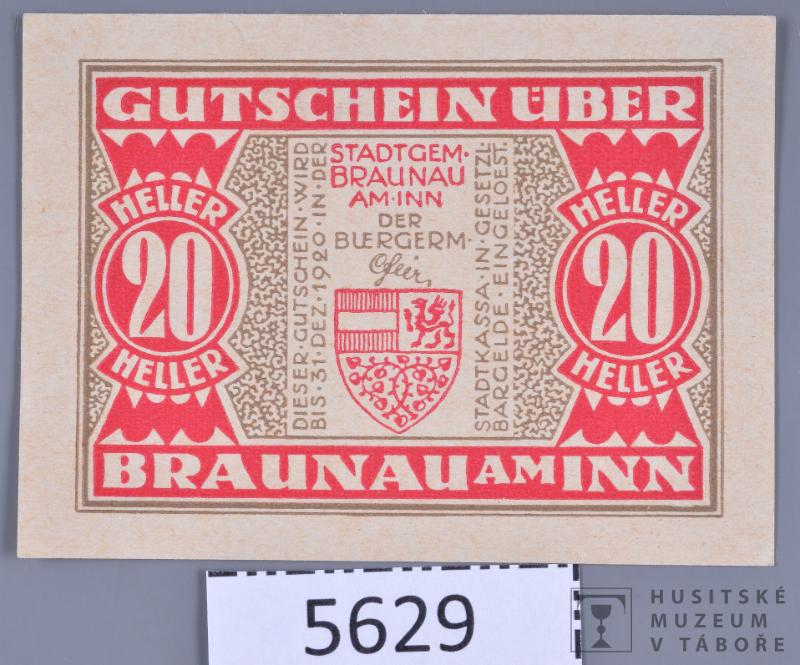 GUTSCHEIN ÜBER
HELLER
20
HELLER
DIESER·GUTSCHEIN·WIRD
BIS·31·DEZ·1920·IN·DER
STADTGEM·
BRAUNAU
AM·INN
DER
BUERGERM·
STADTKASSA·IN·GESETZL·
BARGELDE·EINGELOEST·
HELLER
20
HELLER
BRAUNAU AM INN
5629
HUSITSKÉ
MUZEUM
V TÁBOŘE